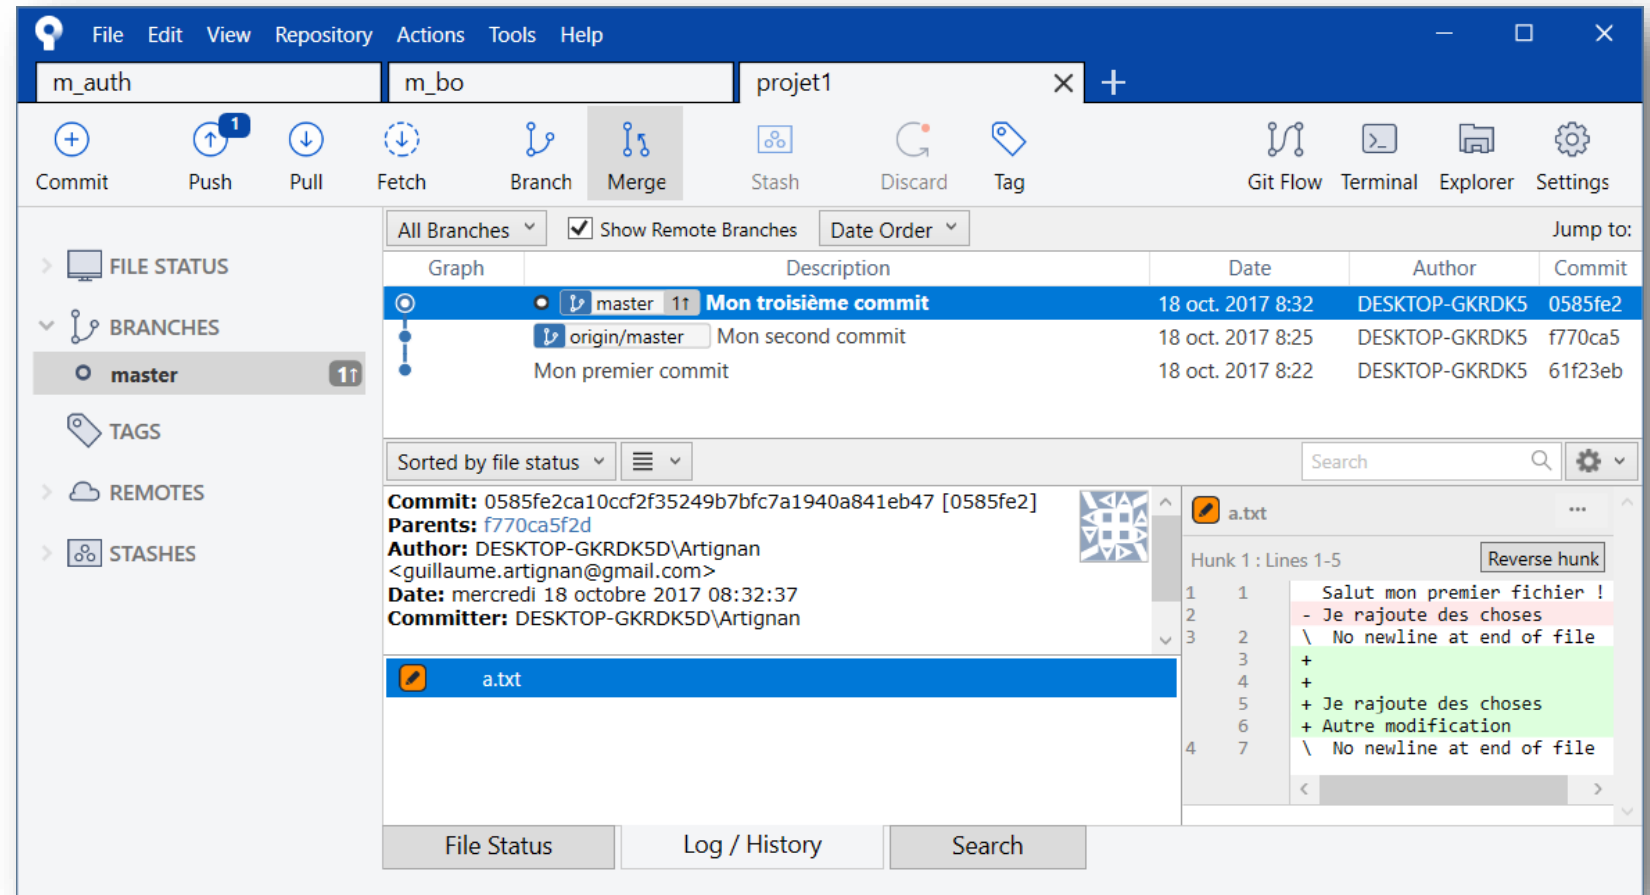 File Edit View Repository Actions Tools Help
m_auth m_bo projet1
1
Commit Push Pull Fetch Branch Merge Stash Discard Tag Git Flow Terminal Explorer Settings
All Branches Show Remote Branches Date Order Jump to:
Graph Description Date Author Commit
master 1↑ Mon troisième commit 18 oct. 2017 8:32 DESKTOP-GKRDK5 0585fe2
origin/master Mon second commit 18 oct. 2017 8:25 DESKTOP-GKRDK5 f770ca5
Mon premier commit 18 oct. 2017 8:22 DESKTOP-GKRDK5 61f23eb
FILE STATUS
BRANCHES
master 1↑
TAGS
REMOTES
STASHES
Sorted by file status Search
Commit: 0585fe2ca10ccf2f35249b7bfc7a1940a841eb47 [0585fe2]
Parents: f770ca5f2d
Author: DESKTOP-GKRDK5D\Artignan
<guillaume.artignan@gmail.com>
Date: mercredi 18 octobre 2017 08:32:37
Committer: DESKTOP-GKRDK5D\Artignan
a.txt
a.txt ...
Hunk 1 : Lines 1-5 Reverse hunk
1 1 Salut mon premier fichier !
2 - Je rajoute des choses
3 2 \ No newline at end of file
3 +
4 +
5 + Je rajoute des choses
6 + Autre modification
4 7 \ No newline at end of file
File Status Log / History Search